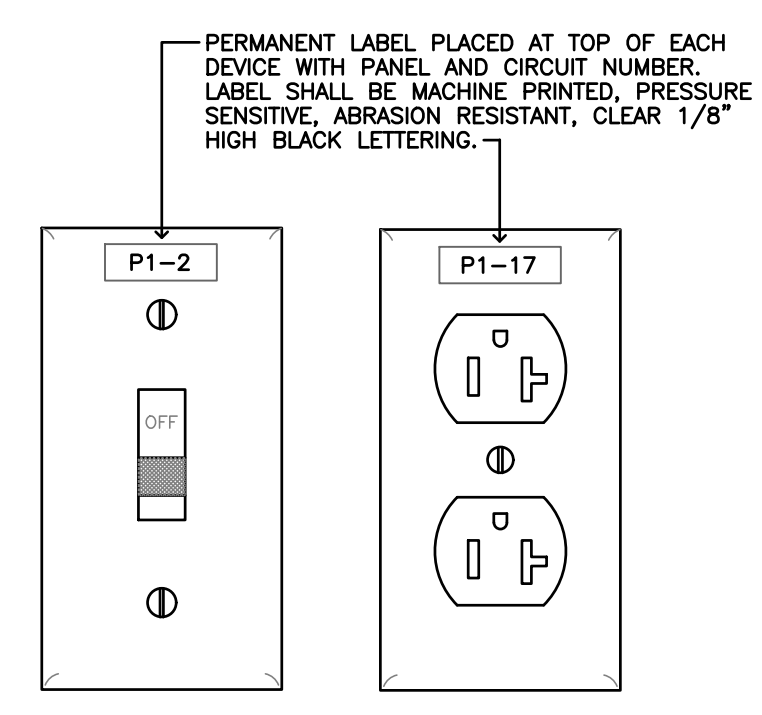 PERMANENT LABEL PLACED AT TOP OF EACH
DEVICE WITH PANEL AND CIRCUIT NUMBER.
LABEL SHALL BE MACHINE PRINTED, PRESSURE
SENSITIVE, ABRASION RESISTANT, CLEAR 1/8”
HIGH BLACK LETTERING.
P1-2
P1-17
OFF